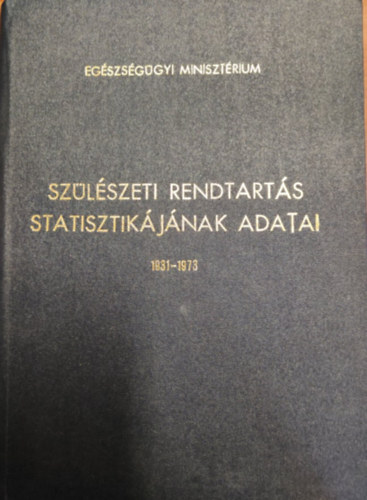 EGÉSZSÉGÜGYI MINISZTÉRIUM
SZÜLÉSZETI RENDTARTÁS
STATISZTIKÁJÁNAK ADATAI
1931-1973